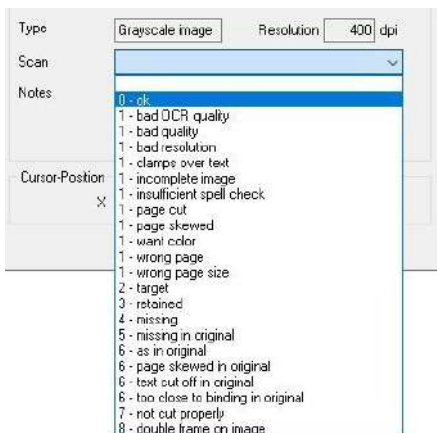 Type Grayscale image Resolution 400 dpi
Scan
Notes
0 - ok
1 - bad OCR quality
1 - bad quality
1 - bad resolution
1 - clamps over text
1 - incomplete image
1 - insufficient spell check
1 - page cut
1 - page skewed
1 - want color
1 - wrong page
1 - wrong page size
2 - target
3 - retained
4 - missing
5 - missing in original
6 - as in original
6 - page skewed in original
6 - text cut off in original
6 - too close to binding in original
7 - not cut properly
8 - double frame on image
Cursor-Position
X